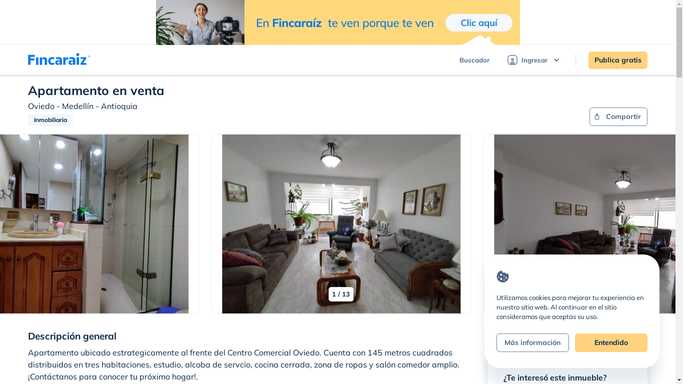 En Fincaraíz te ven porque te ven
Clic aquí
Fincaraiz
Buscador
Ingresar
Publica gratis
Apartamento en venta
Oviedo - Medellín - Antioquia
Inmobiliaria
Compartir
1 / 13
Utilizamos cookies para mejorar tu experiencia en
nuestro sitio web. Al continuar en el sitio
consideramos que aceptas su uso.
Más información
Entendido
Descripción general
Apartamento ubicado estrategicamente al frente del Centro Comercial Oviedo. Cuenta con 145 metros cuadrados
distribuidos en tres habitaciones, estudio, alcoba de servcio, cocina cerrada, zona de ropas y salón comedor amplio.
¡Contáctanos para conocer tu próximo hogar!.
¿Te interesó este inmueble?